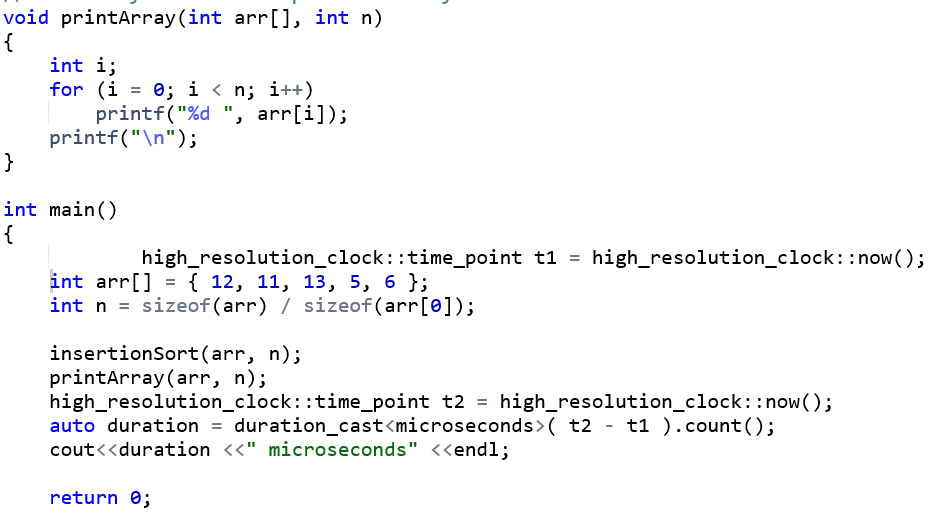 void printArray(int arr[], int n)
{
    int i;
    for (i = 0; i < n; i++)
        printf("%d ", arr[i]);
    printf("\n");
}

int main()
{
            high_resolution_clock::time_point t1 = high_resolution_clock::now();
    int arr[] = { 12, 11, 13, 5, 6 };
    int n = sizeof(arr) / sizeof(arr[0]);

    insertionSort(arr, n);
    printArray(arr, n);
    high_resolution_clock::time_point t2 = high_resolution_clock::now();
    auto duration = duration_cast<microseconds>( t2 - t1 ).count();
    cout<<duration <<" microseconds" <<endl;

    return 0;